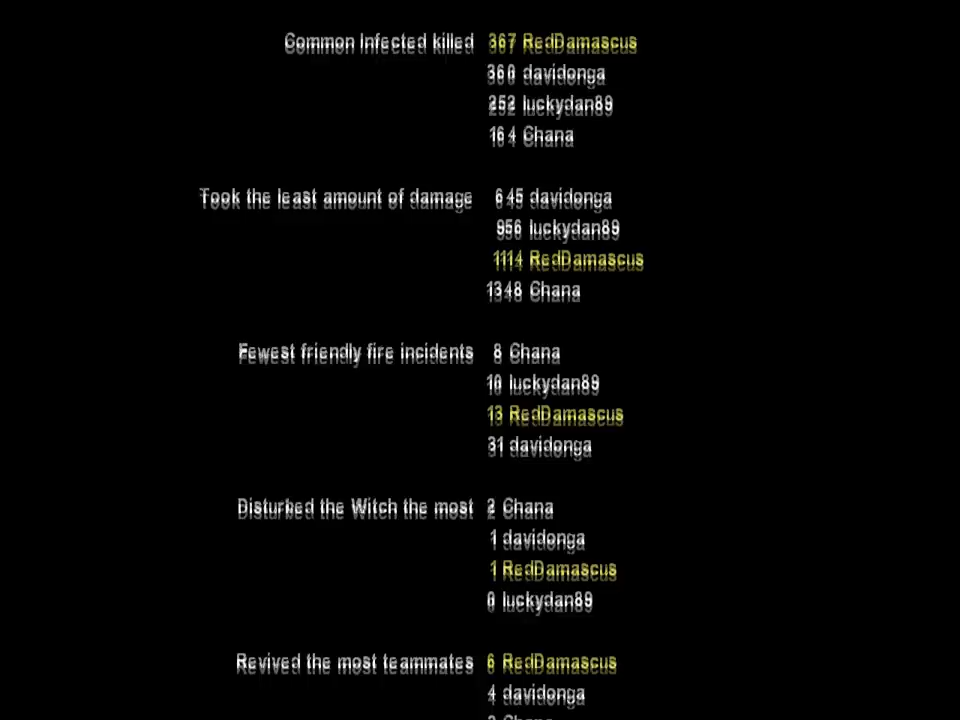 Common Infected killed 367 RedDamascus
360 davidonga
252 luckydan89
164 Chana
Took the least amount of damage 645 davidonga
956 luckydan89
1114 RedDamascus
1348 Chana
Fewest friendly fire incidents 8 Chana
10 luckydan89
13 RedDamascus
31 davidonga
Disturbed the Witch the most 2 Chana
1 davidonga
1 RedDamascus
0 luckydan89
Revived the most teammates 6 RedDamascus
4 davidonga
Chana